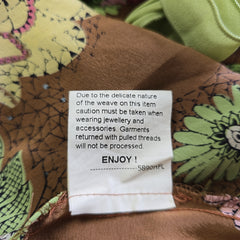 Due to the delicate nature
of the weave on this item
caution must be taken when
wearing jewellery and
accessories. Garments
returned with pulled threads
will not be processed.
ENJOY !